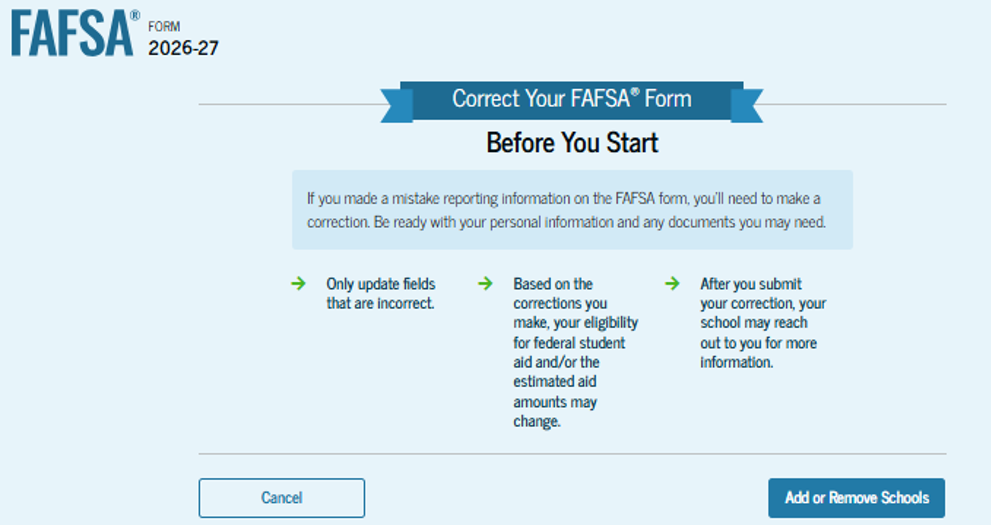 FAFSA® FORM
2026-27
Correct Your FAFSA® Form
Before You Start
If you made a mistake reporting information on the FAFSA form, you'll need to make a
correction. Be ready with your personal information and any documents you may need.
Only update fields
that are incorrect.
Based on the
corrections you
make, your eligibility
for federal student
aid and/or the
estimated aid
amounts may
change.
After you submit
your correction, your
school may reach
out to you for more
information.
Cancel
Add or Remove Schools